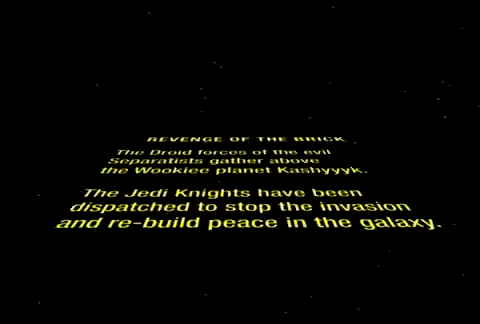 REVENGE OF THE BRICK
The Droid forces of the evil
Separatists gather above
the Wookiee planet Kashyyyk.
The Jedi Knights have been
dispatched to stop the invasion
and re-build peace in the galaxy.